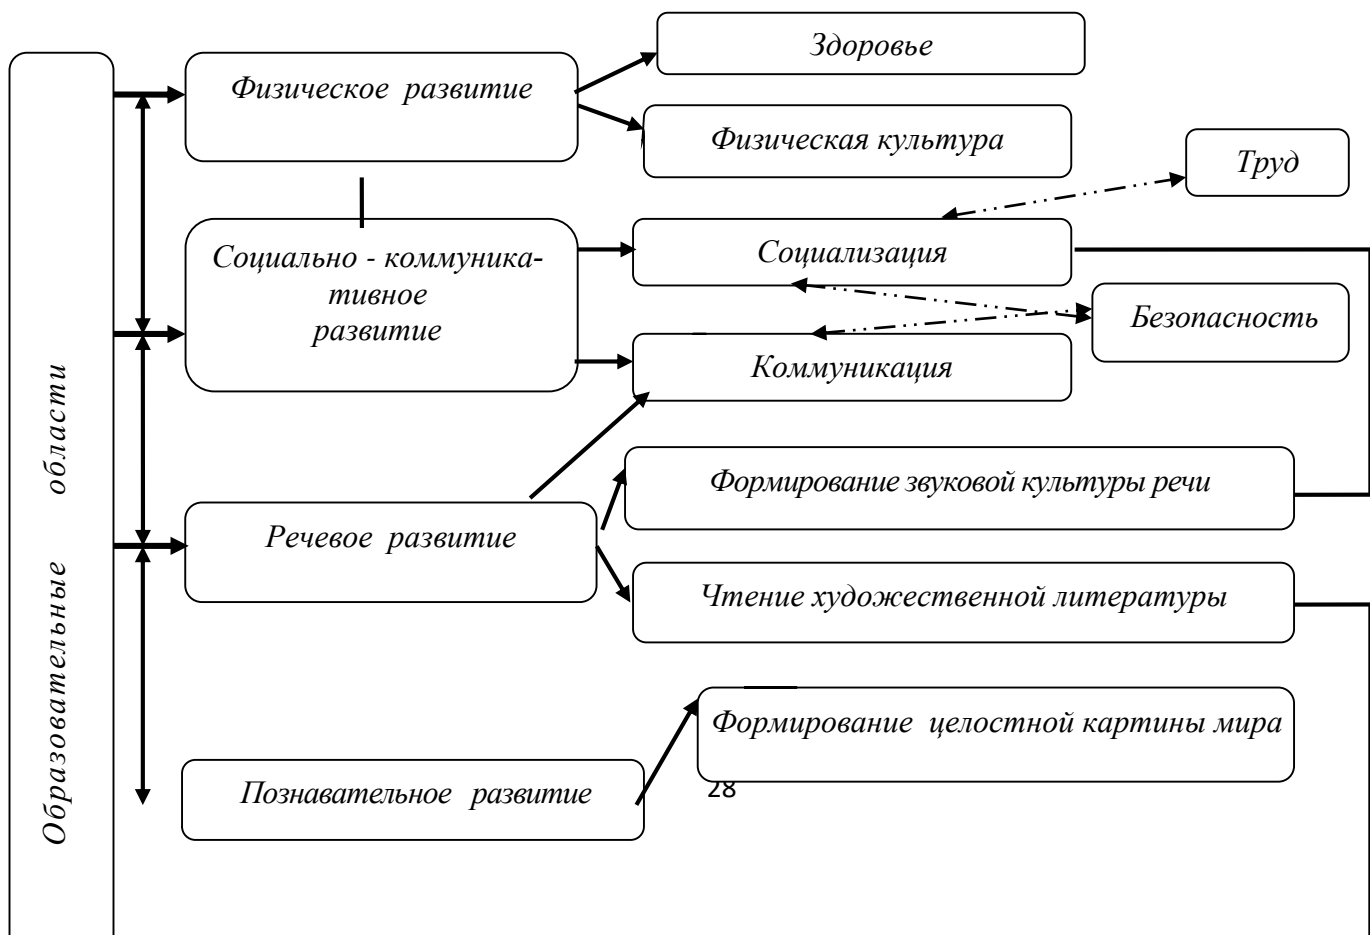 Здоровье
Физическое развитие
Физическая культура
Труд
Социально - коммуника-
тивное
развитие
Социализация
Безопасность
Коммуникация
Формирование звуковой культуры речи
Речевое развитие
Чтение художественной литературы
Формирование целостной картины мира
Познавательное развитие
28
Образовательные области